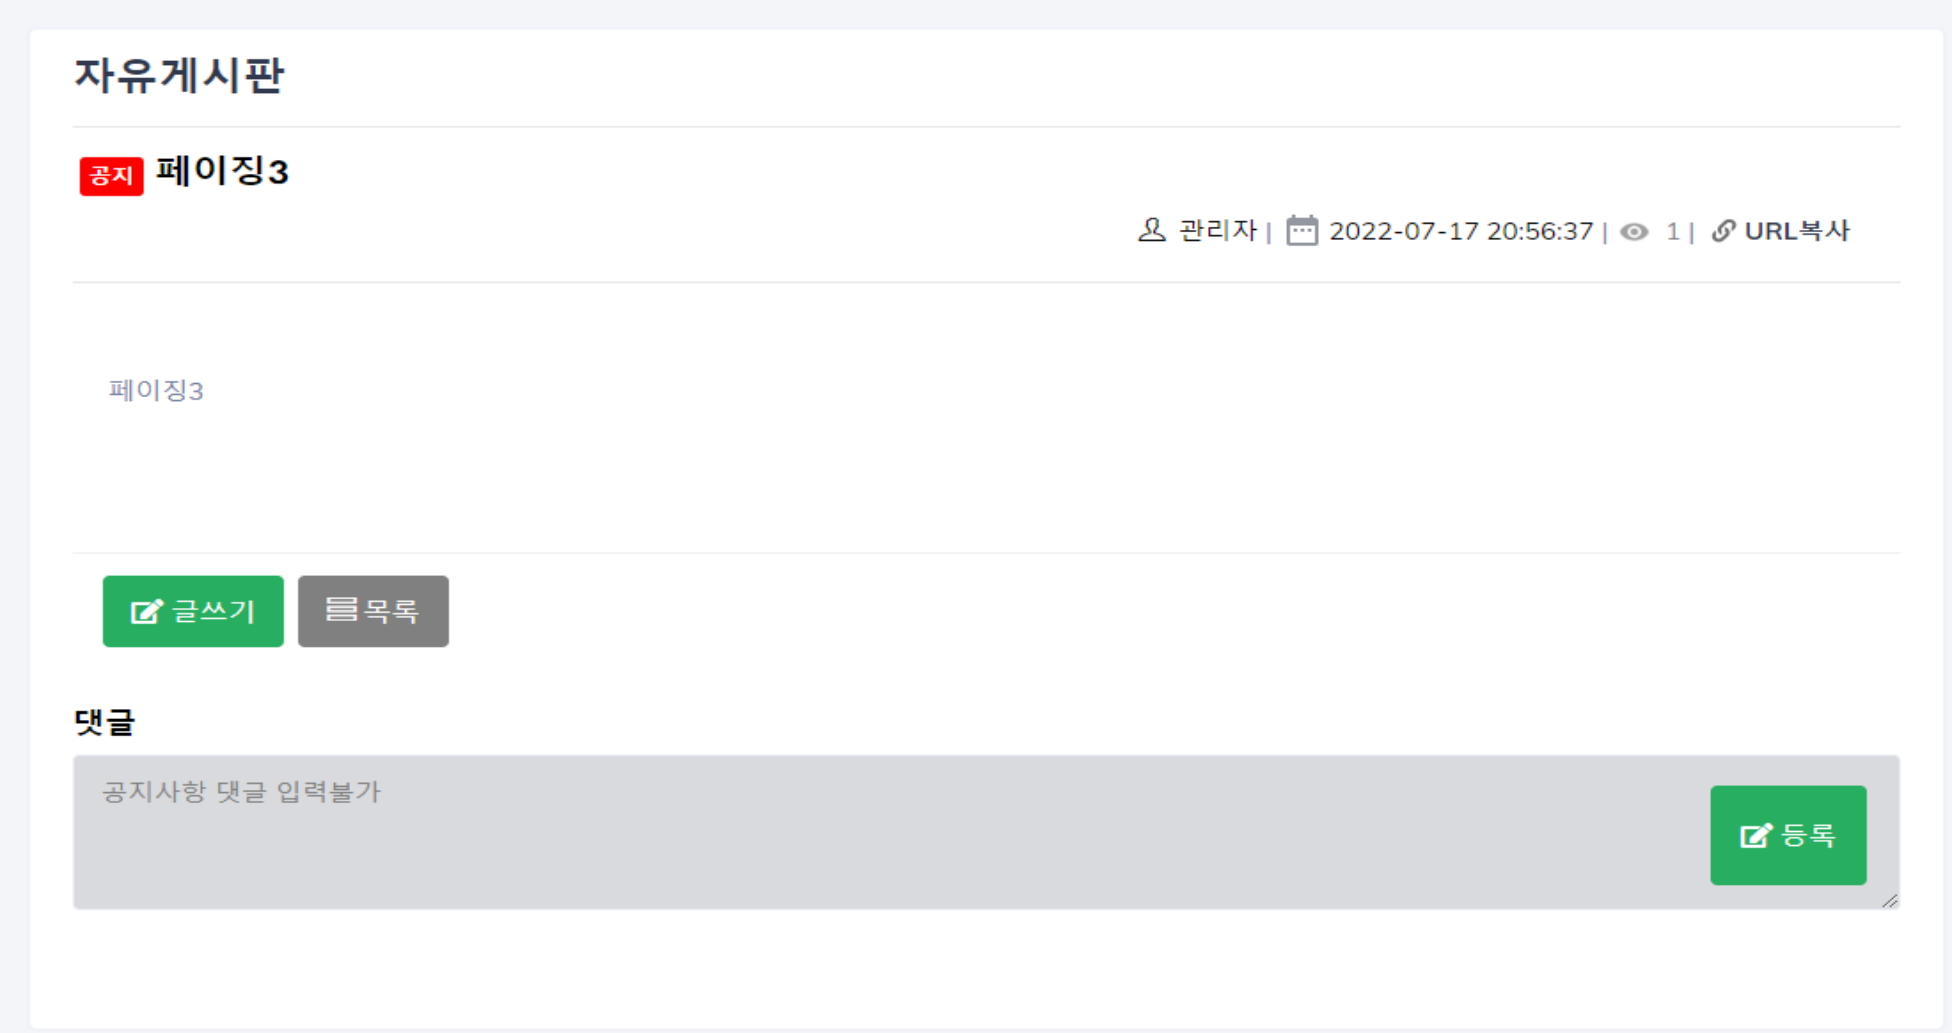 자유게시판
공지 페이징3
관리자 | 2022-07-17 20:56:37 | 1 | URL복사
페이징3
글쓰기 목록
댓글
공지사항 댓글 입력불가
등록